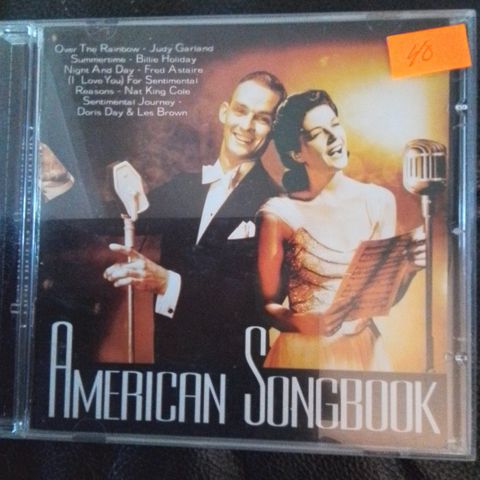 Over The Rainbow - Judy Garland
Summertime - Billie Holiday
Night And Day - Fred Astaire
(I Love You) For Sentimental
Reasons - Nat King Cole
Sentimental Journey -
Doris Day & Les Brown
40
AMERICAN SONGBOOK